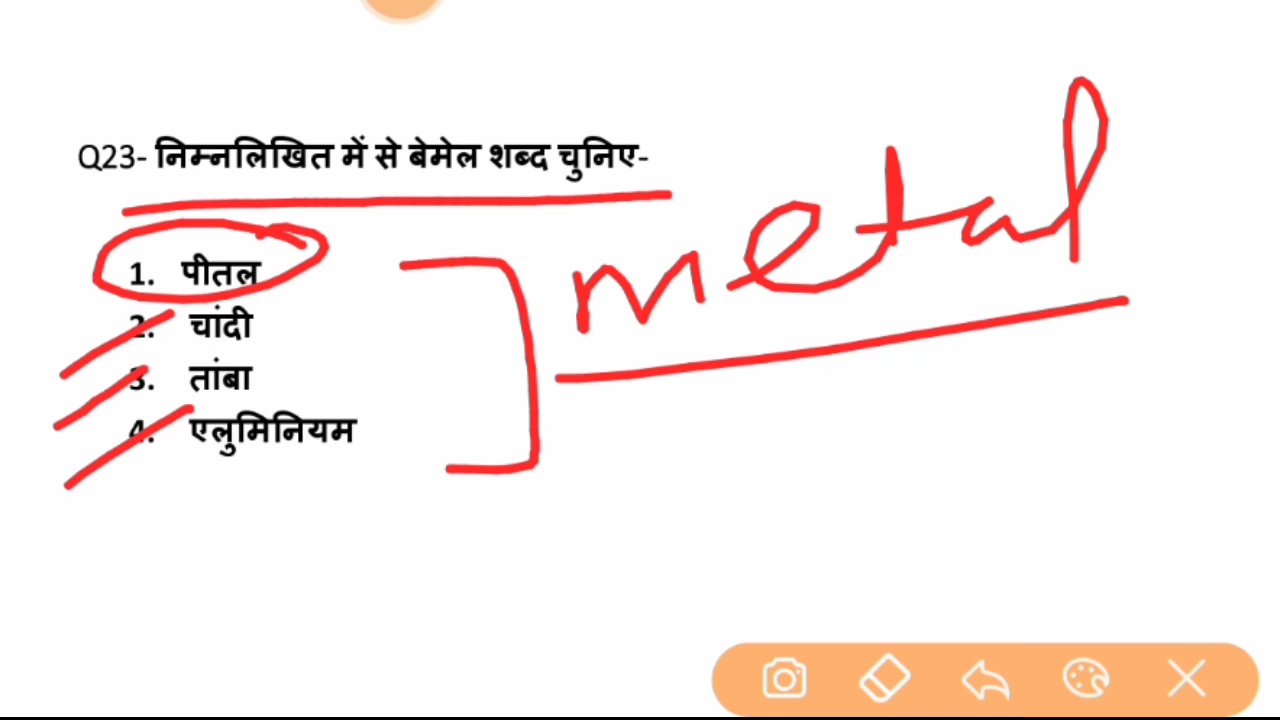 Q23- निम्नलिखित में से बेमेल शब्द चुनिए-
1. पीतल
2. चांदी
3. तांबा
4. एलुमिनियम
metal